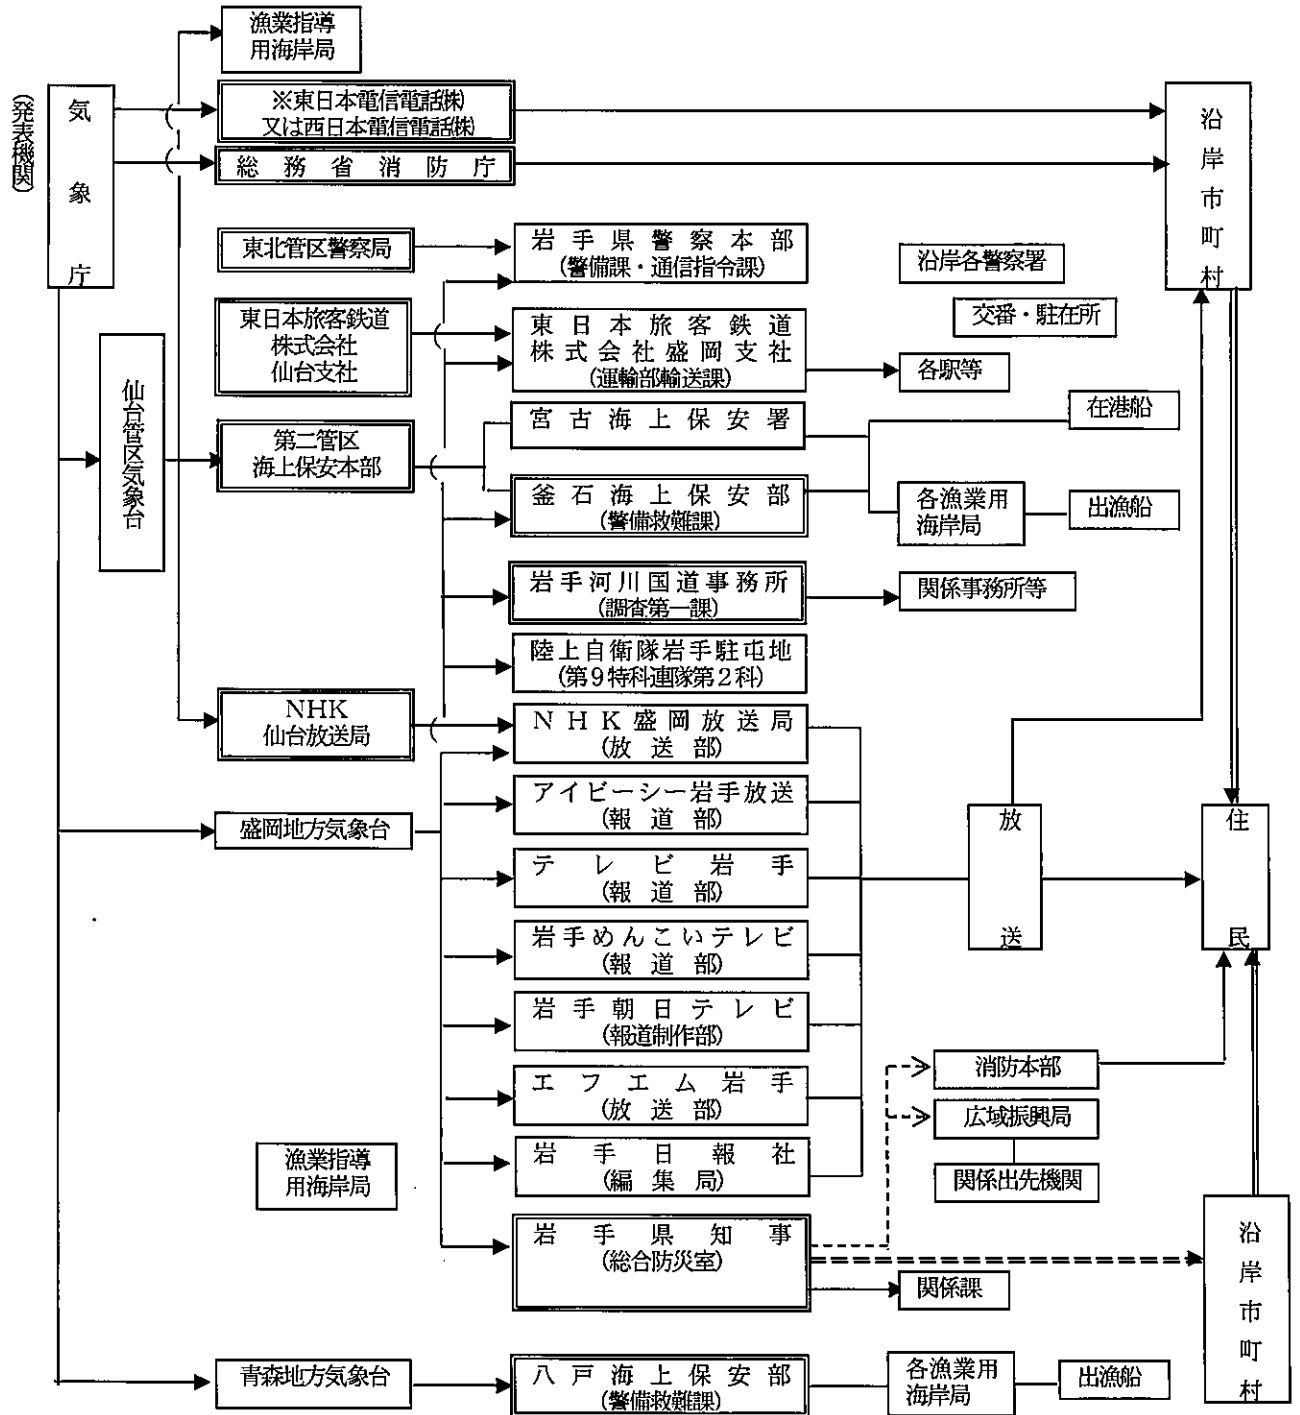 (発表機関)
気象庁
仙台管区気象台
漁業指導
用海岸局
※東日本電信電話㈱
又は西日本電信電話㈱
総務省消防庁
沿岸市町村
東北管区警察局
岩手県警察本部
(警備課・通信指令課)
沿岸各警察署
交番・駐在所
東日本旅客鉄道
株式会社
仙台支社
東日本旅客鉄道
株式会社盛岡支社
(運輸部輸送課)
各駅等
第二管区
海上保安本部
宮古海上保安署
在港船
釜石海上保安部
(警備救難課)
各漁業用
海岸局
出漁船
岩手河川国道事務所
(調査第一課)
関係事務所等
陸上自衛隊岩手駐屯地
(第9特科連隊第2科)
NHK
仙台放送局
NHK盛岡放送局
(放送部)
盛岡地方気象台
アイビーシー岩手放送
(報道部)
テレビ岩手
(報道部)
岩手めんこいテレビ
(報道部)
岩手朝日テレビ
(報道制作部)
エフエム岩手
(放送部)
岩手日報社
(編集局)
放送
住民
漁業指導
用海岸局
消防本部
広域振興局
関係出先機関
岩手県知事
(総合防災室)
関係課
沿岸市町村
青森地方気象台
八戸海上保安部
(警備救難課)
各漁業用
海岸局
出漁船